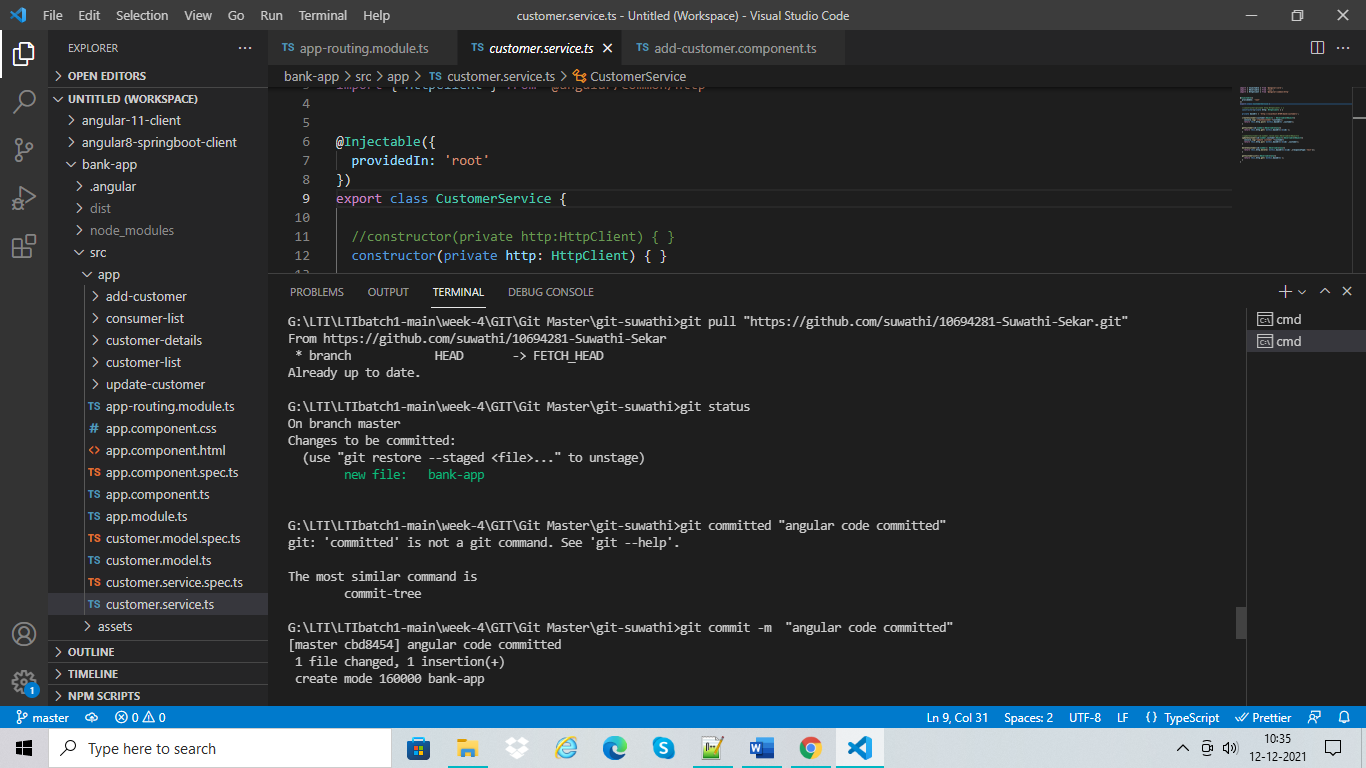 File Edit Selection View Go Run Terminal Help
customer.service.ts - Untitled (Workspace) - Visual Studio Code
EXPLORER
OPEN EDITORS
UNTITLED (WORKSPACE)
angular-11-client
angular8-springboot-client
bank-app
.angular
dist
node_modules
src
app
add-customer
consumer-list
customer-details
customer-list
update-customer
TS app-routing.module.ts
# app.component.css
<> app.component.html
TS app.component.spec.ts
TS app.component.ts
TS app.module.ts
TS customer.model.spec.ts
TS customer.model.ts
TS customer.service.spec.ts
TS customer.service.ts
assets
OUTLINE
TIMELINE
NPM SCRIPTS
1
TS app-routing.module.ts TS customer.service.ts TS add-customer.component.ts
bank-app > src > app > TS customer.service.ts > CustomerService
import { HttpClient } from '@angular/common/http'
4
5
6 @Injectable({
7 providedIn: 'root'
8 })
9 export class CustomerService {
10
11 //constructor(private http:HttpClient) { }
12 constructor(private http: HttpClient) { }
PROBLEMS OUTPUT TERMINAL DEBUG CONSOLE
cmd
cmd
G:\LTI\LTIbatch1-main\week-4\GIT\Git Master\git-suwathi>git pull "https://github.com/suwathi/10694281-Suwathi-Sekar.git"
From https://github.com/suwathi/10694281-Suwathi-Sekar
* branch HEAD -> FETCH_HEAD
Already up to date.
G:\LTI\LTIbatch1-main\week-4\GIT\Git Master\git-suwathi>git status
On branch master
Changes to be committed:
(use "git restore --staged <file>..." to unstage)
new file: bank-app
G:\LTI\LTIbatch1-main\week-4\GIT\Git Master\git-suwathi>git committed "angular code committed"
git: 'committed' is not a git command. See 'git --help'.
The most similar command is
commit-tree
G:\LTI\LTIbatch1-main\week-4\GIT\Git Master\git-suwathi>git commit -m "angular code committed"
[master cbd8454] angular code committed
1 file changed, 1 insertion(+)
create mode 160000 bank-app
master 0 0 Ln 9, Col 31 Spaces: 2 UTF-8 LF {} TypeScript Prettier
Type here to search
10:35
12-12-2021